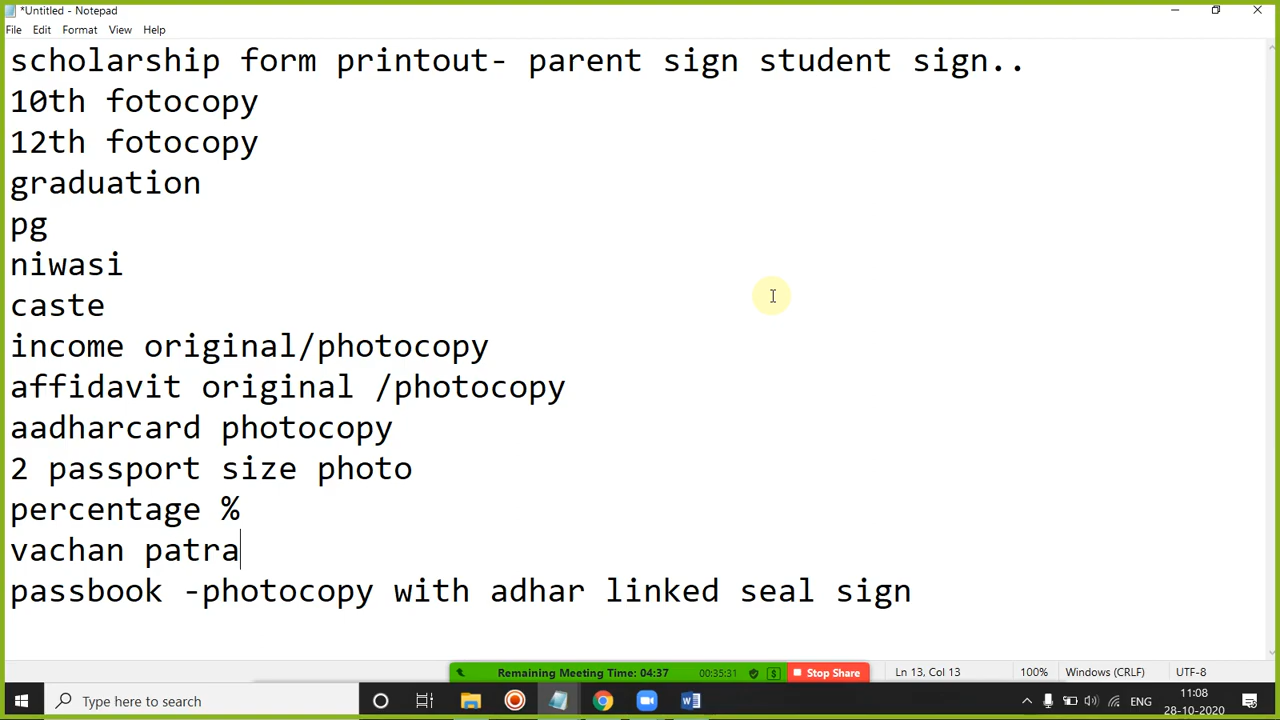 *Untitled - Notepad
File Edit Format View Help
scholarship form printout- parent sign student sign..
10th fotocopy
12th fotocopy
graduation
pg
niwasi
caste
income original/photocopy
affidavit original /photocopy
aadharcard photocopy
2 passport size photo
percentage %
vachan patra
passbook -photocopy with adhar linked seal sign
Remaining Meeting Time: 04:37 00:35:31 $ Stop Share
Ln 13, Col 13 100% Windows (CRLF) UTF-8
Type here to search
ENG
11:08
28-10-2020